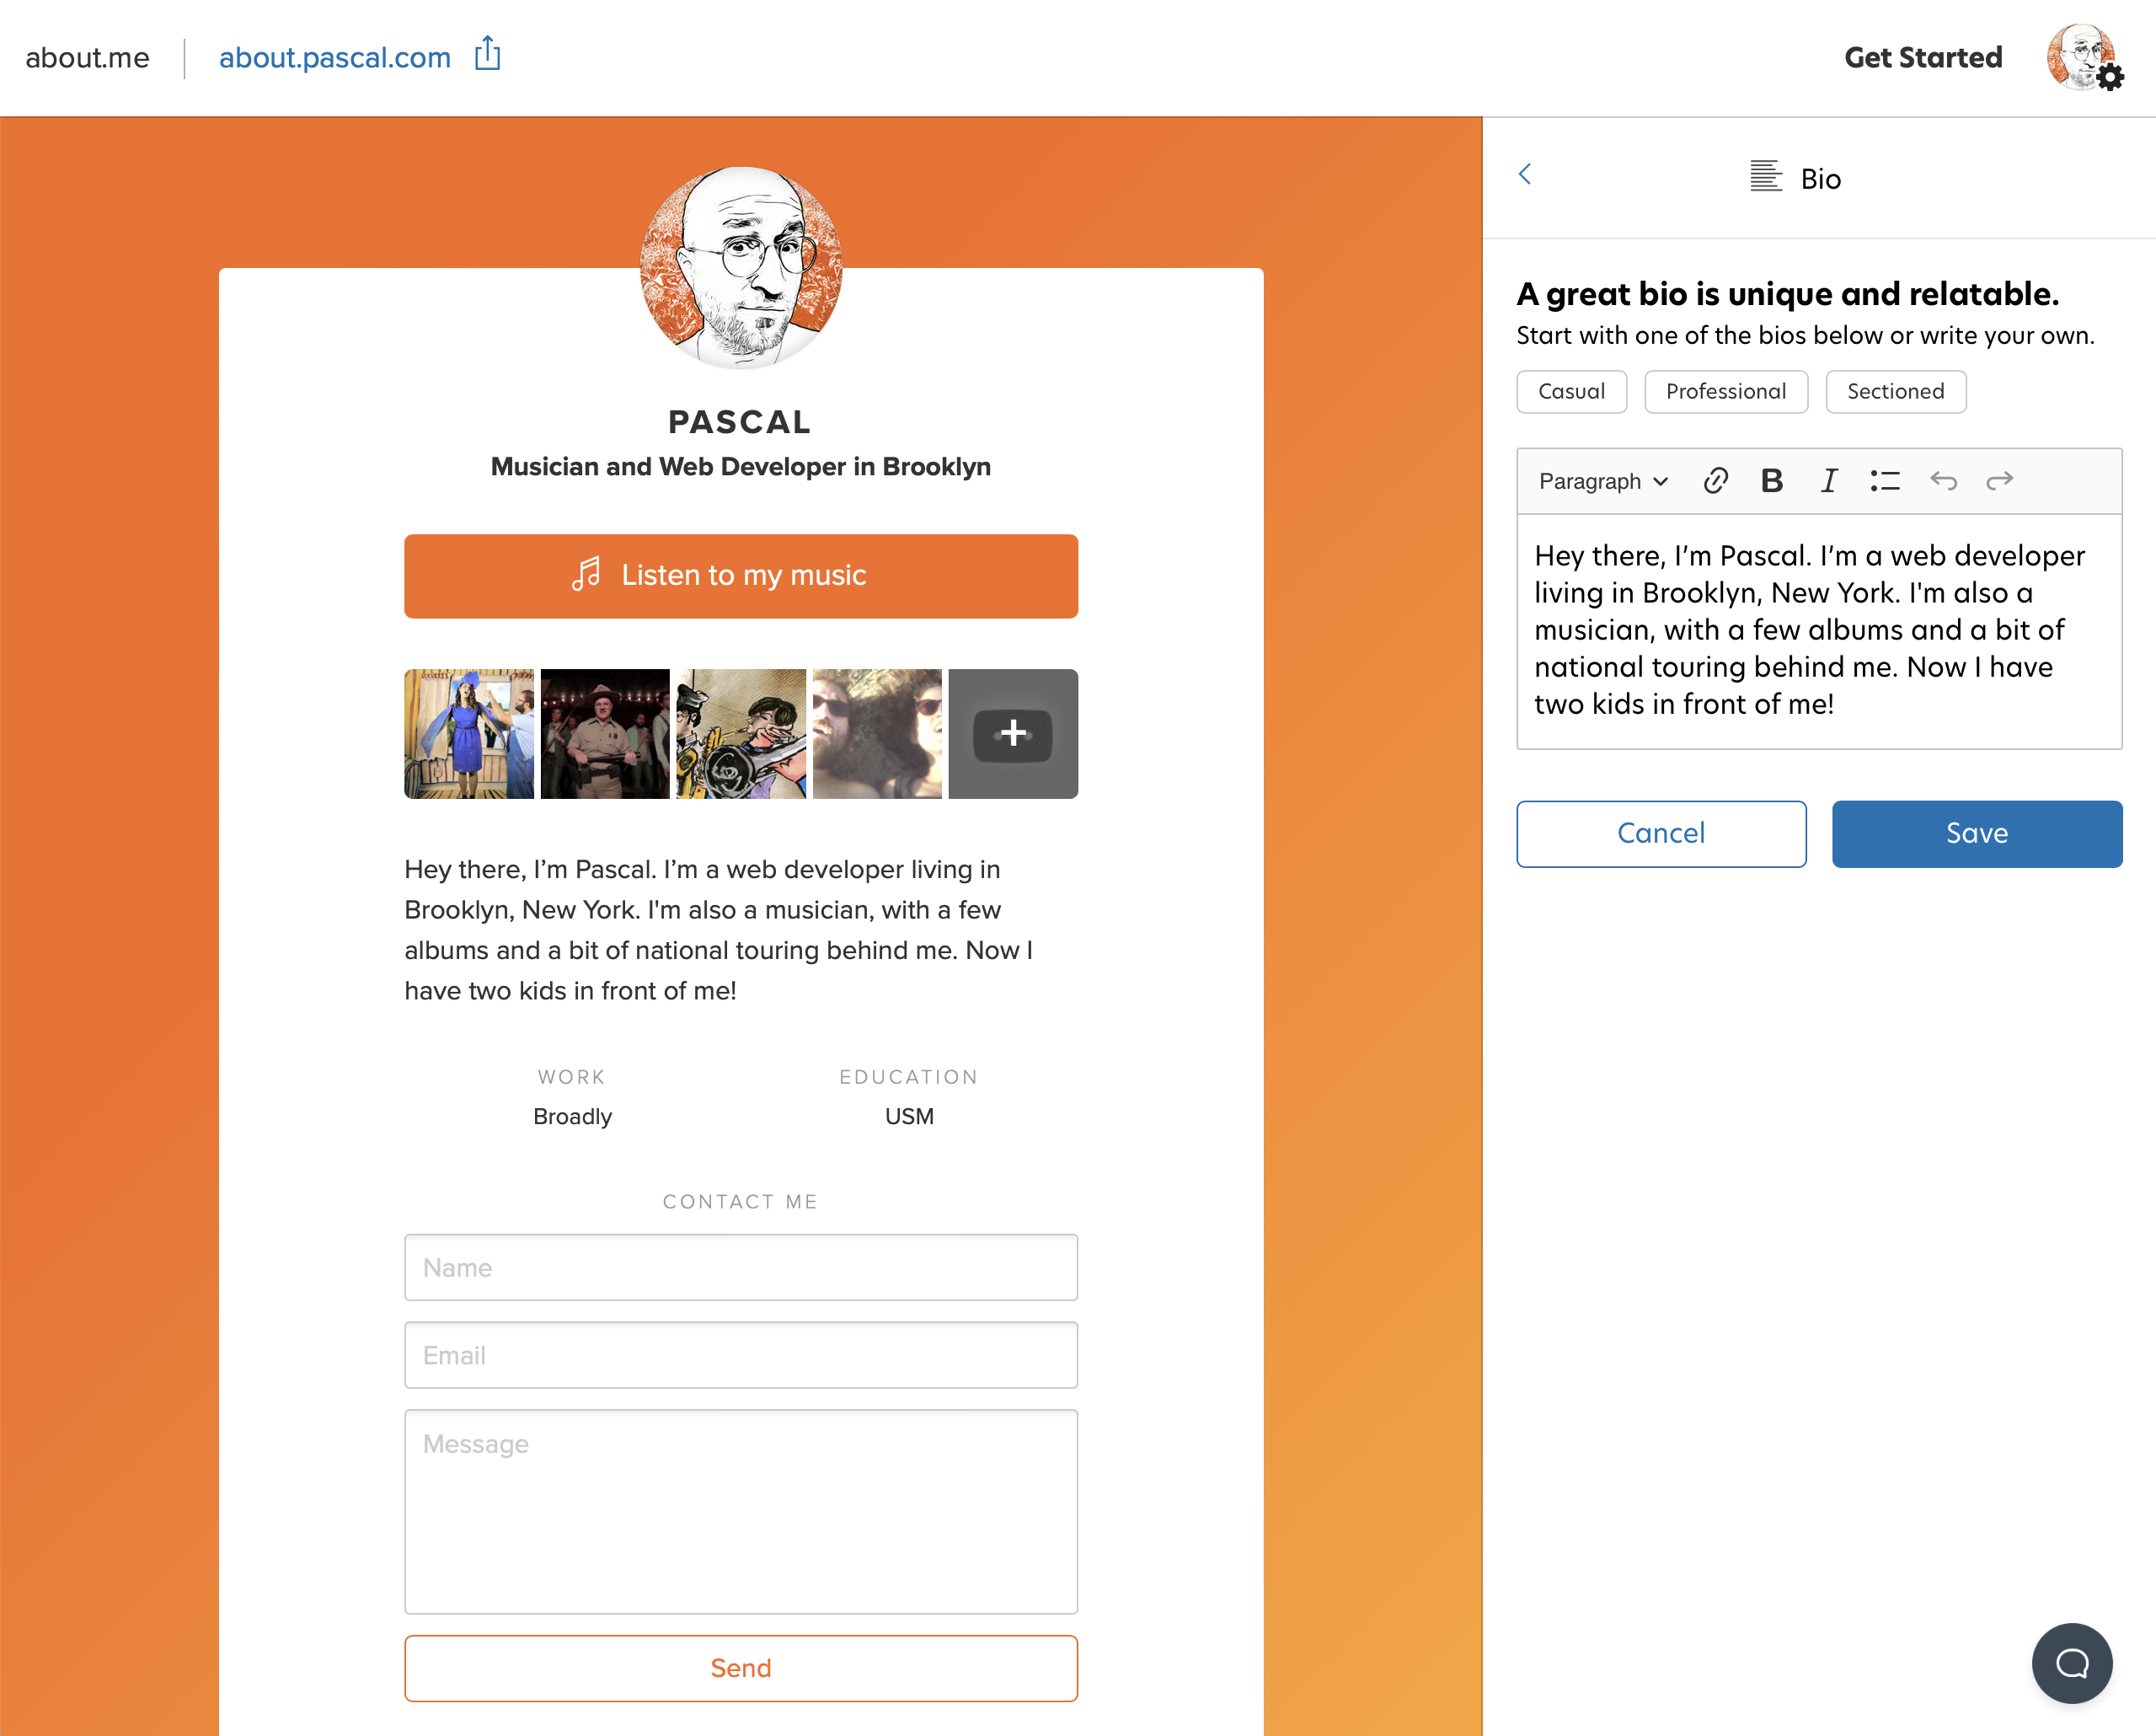 about.me
about.pascal.com
Get Started
PASCAL
Musician and Web Developer in Brooklyn
Listen to my music
Hey there, I’m Pascal. I’m a web developer living in
Brooklyn, New York. I'm also a musician, with a few
albums and a bit of national touring behind me. Now I
have two kids in front of me!
WORK
Broadly
EDUCATION
USM
CONTACT ME
Name
Email
Message
Send
Bio
A great bio is unique and relatable.
Start with one of the bios below or write your own.
Casual
Professional
Sectioned
Paragraph
B
I
Hey there, I’m Pascal. I’m a web developer
living in Brooklyn, New York. I'm also a
musician, with a few albums and a bit of
national touring behind me. Now I have
two kids in front of me!
Cancel
Save